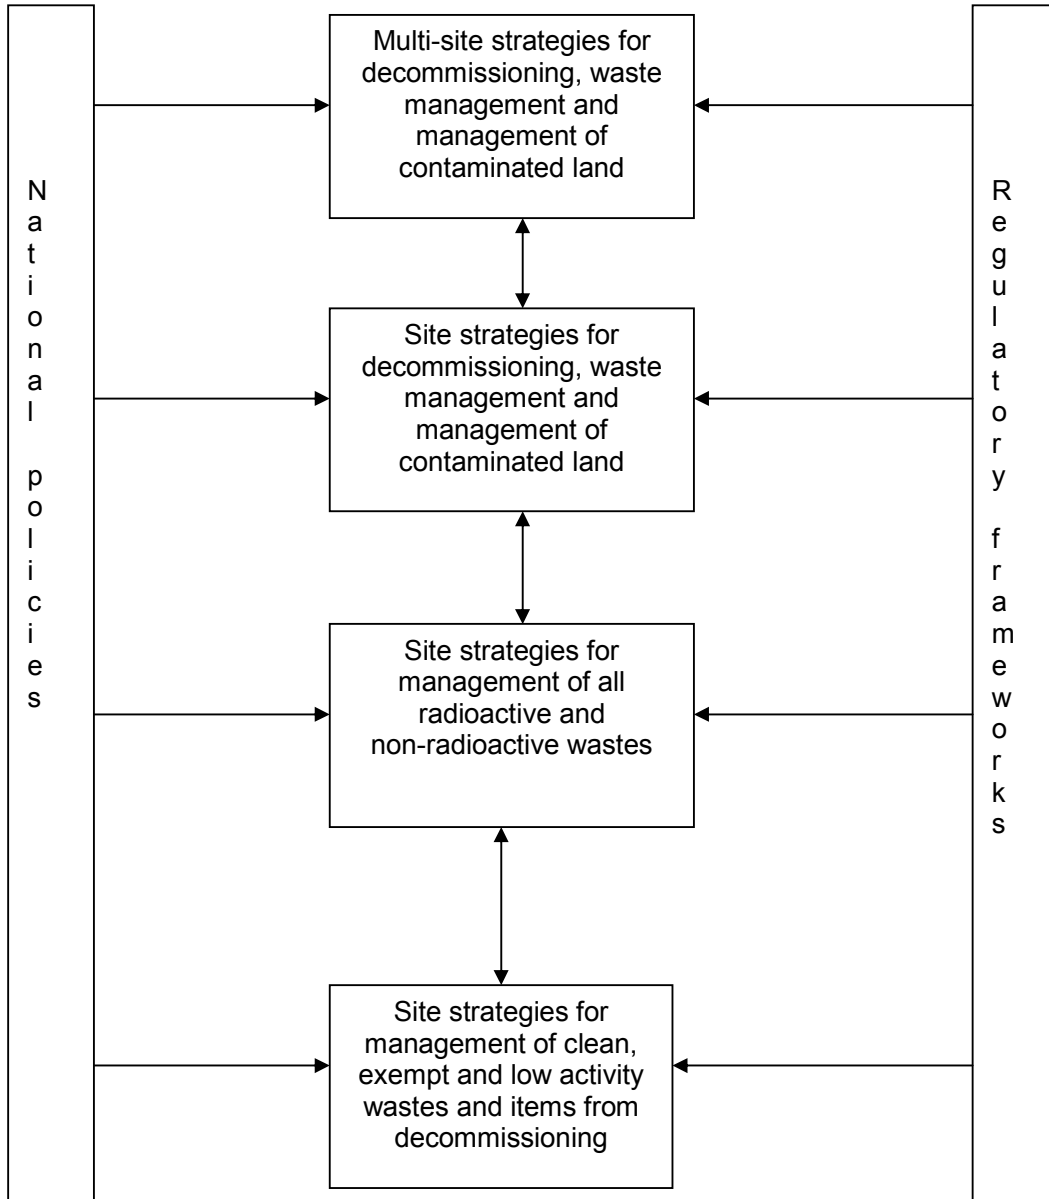 Multi-site strategies for
decommissioning, waste
management and
management of
contaminated land
National policies
Regulatory frameworks
Site strategies for
decommissioning, waste
management and
management of
contaminated land
Site strategies for
management of all
radioactive and
non-radioactive wastes
Site strategies for
management of clean,
exempt and low activity
wastes and items from
decommissioning